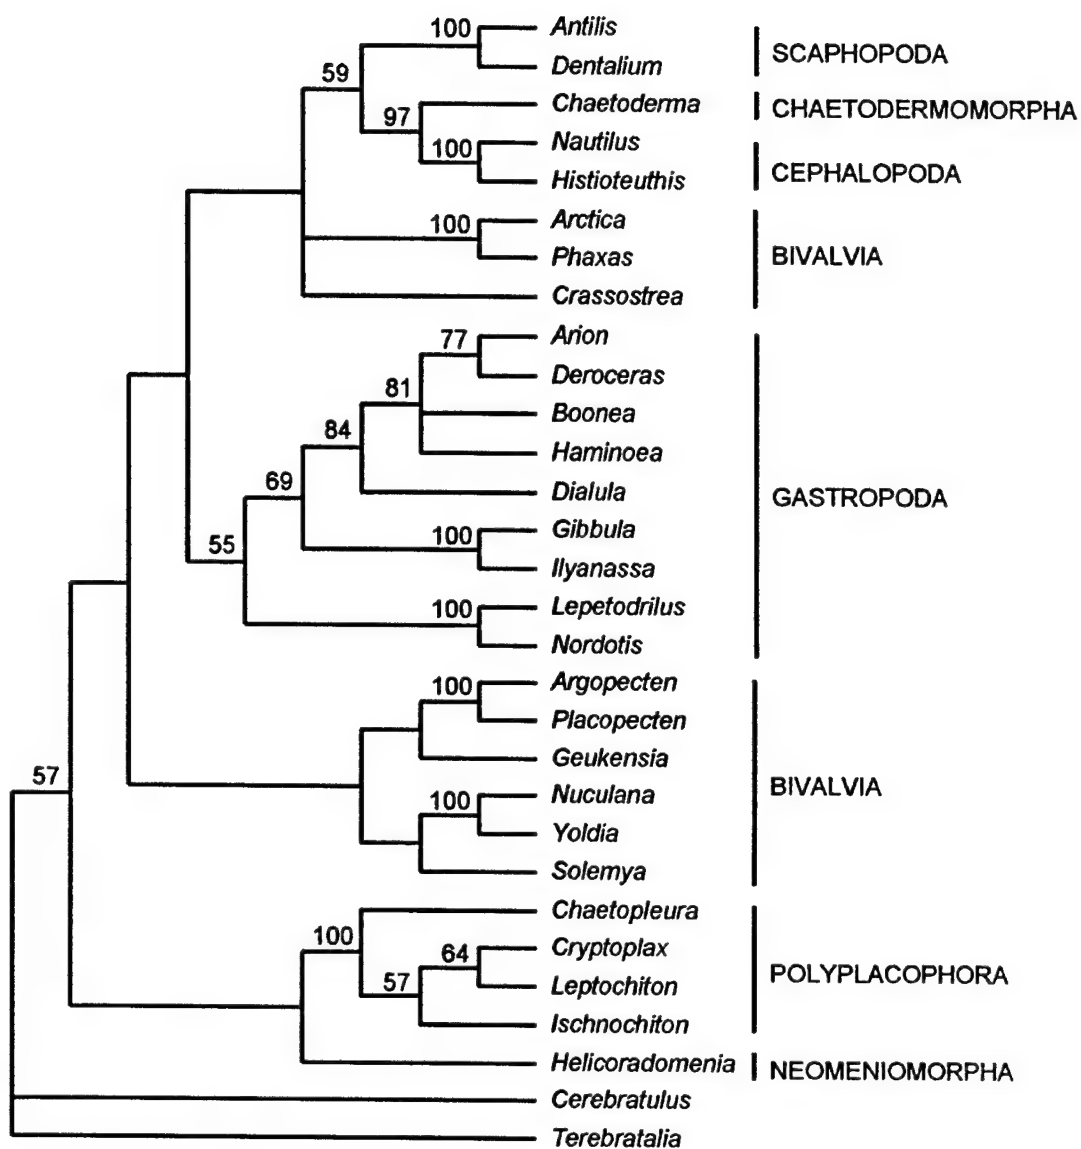 100 Antilis
Dentalium
SCAPHOPODA
59
Chaetoderma
CHAETODERMOMORPHA
97
100 Nautilus
Histioteuthis
CEPHALOPODA
100 Arctica
Phaxas
BIVALVIA
Crassostrea
77 Arion
Deroceras
81
Boonea
84
Haminoea
69
Dialula
GASTROPODA
100 Gibbula
55
Ilyanassa
100 Lepetodrilus
Nordotis
100 Argopecten
Placopecten
Geukensia
57
BIVALVIA
100 Nuculana
Yoldia
Solemya
Chaetopleura
100
64 Cryptoplax
57
Leptochiton
POLYPLACOPHORA
Ischnochiton
Helicoradomenia
NEOMENIOMORPHA
Cerebratulus
Terebratalia